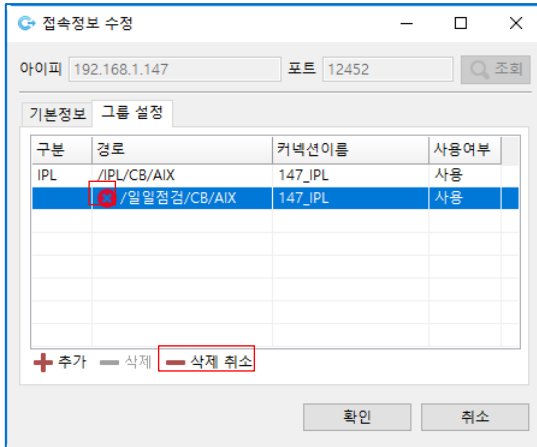 접속정보 수정
아이피 192.168.1.147 포트 12452 조회
기본정보 그룹 설정
구분 경로 커넥션이름 사용여부
IPL /IPL/CB/AIX 147_IPL 사용
/일일점검/CB/AIX 147_IPL 사용
추가 삭제 삭제 취소
확인 취소